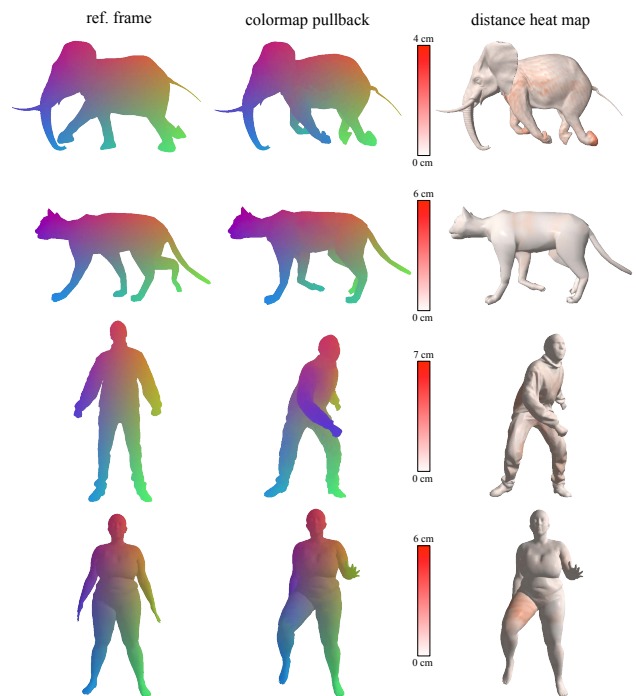 ref. frame
colormap pullback
distance heat map
4 cm
0 cm
6 cm
0 cm
7 cm
0 cm
6 cm
0 cm